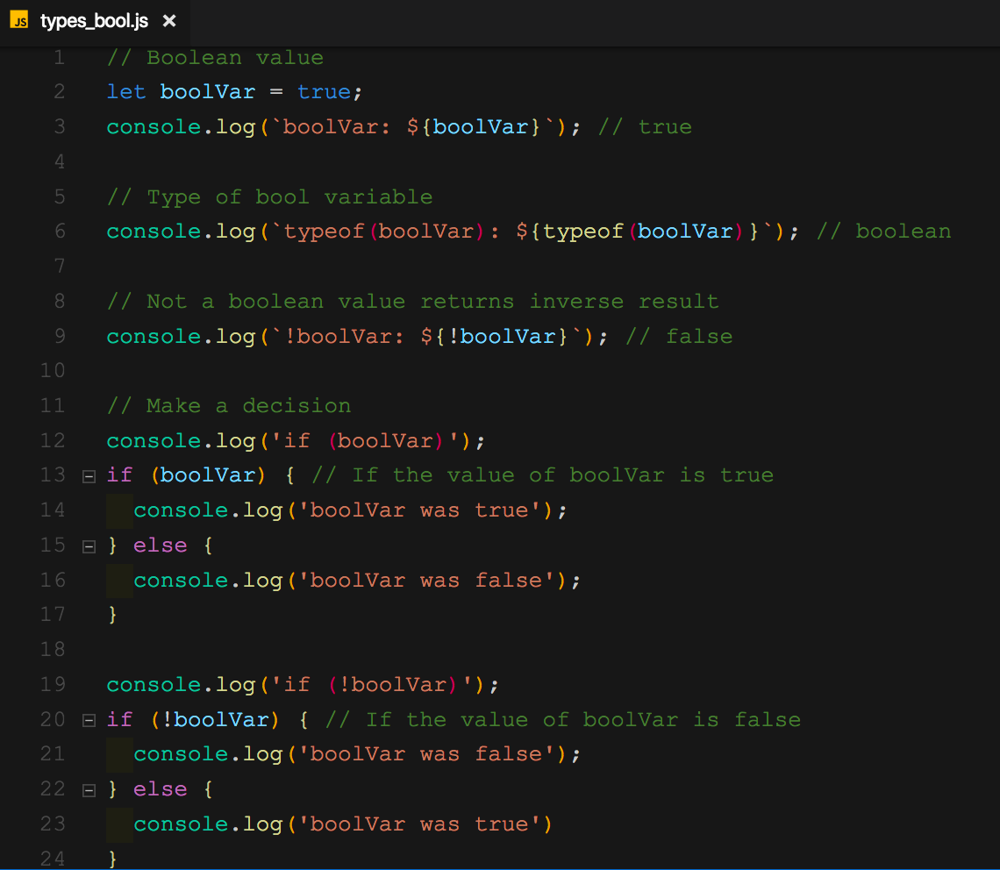 JS types_bool.js ×
1 // Boolean value
2 let boolVar = true;
3 console.log(`boolVar: ${boolVar}`); // true
4
5 // Type of bool variable
6 console.log(`typeof(boolVar): ${typeof(boolVar)}`); // boolean
7
8 // Not a boolean value returns inverse result
9 console.log(`!boolVar: ${!boolVar}`); // false
10
11 // Make a decision
12 console.log('if (boolVar)');
13 if (boolVar) { // If the value of boolVar is true
14   console.log('boolVar was true');
15 } else {
16   console.log('boolVar was false');
17 }
18
19 console.log('if (!boolVar)');
20 if (!boolVar) { // If the value of boolVar is false
21   console.log('boolVar was false');
22 } else {
23   console.log('boolVar was true')
24 }